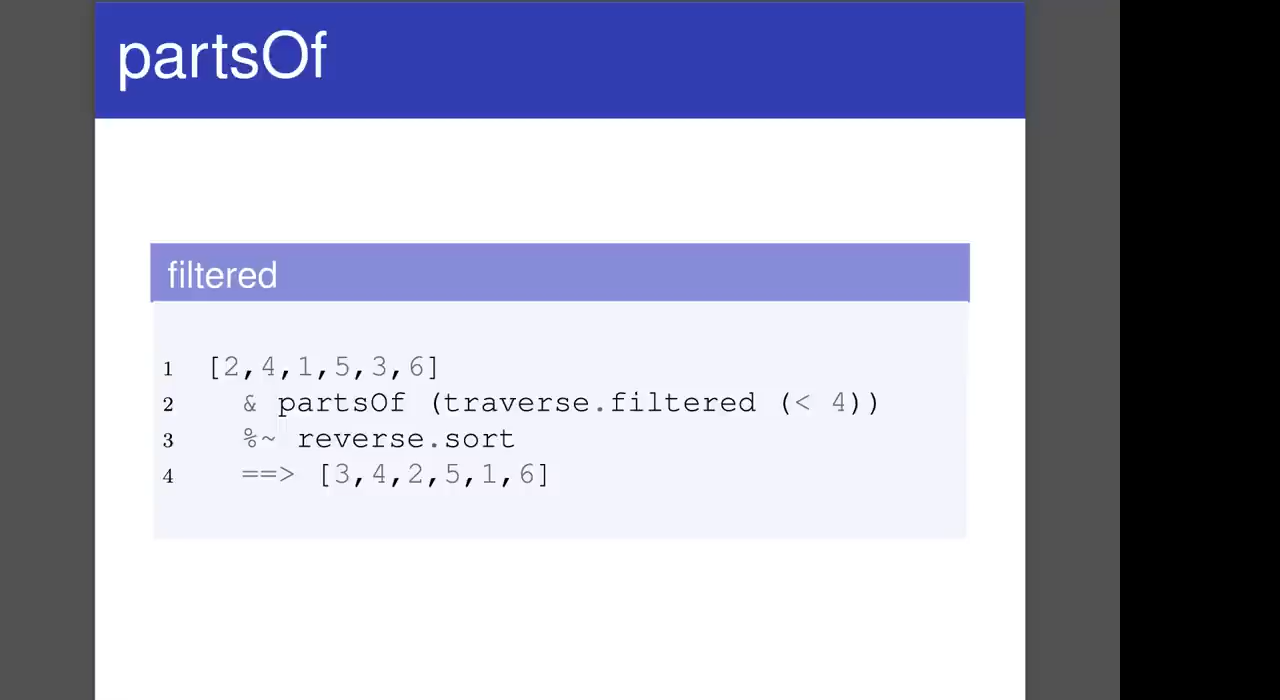 partsOf
filtered
1 [2,4,1,5,3,6]
2 & partsOf (traverse.filtered (< 4))
3 %~ reverse.sort
4 ==> [3,4,2,5,1,6]